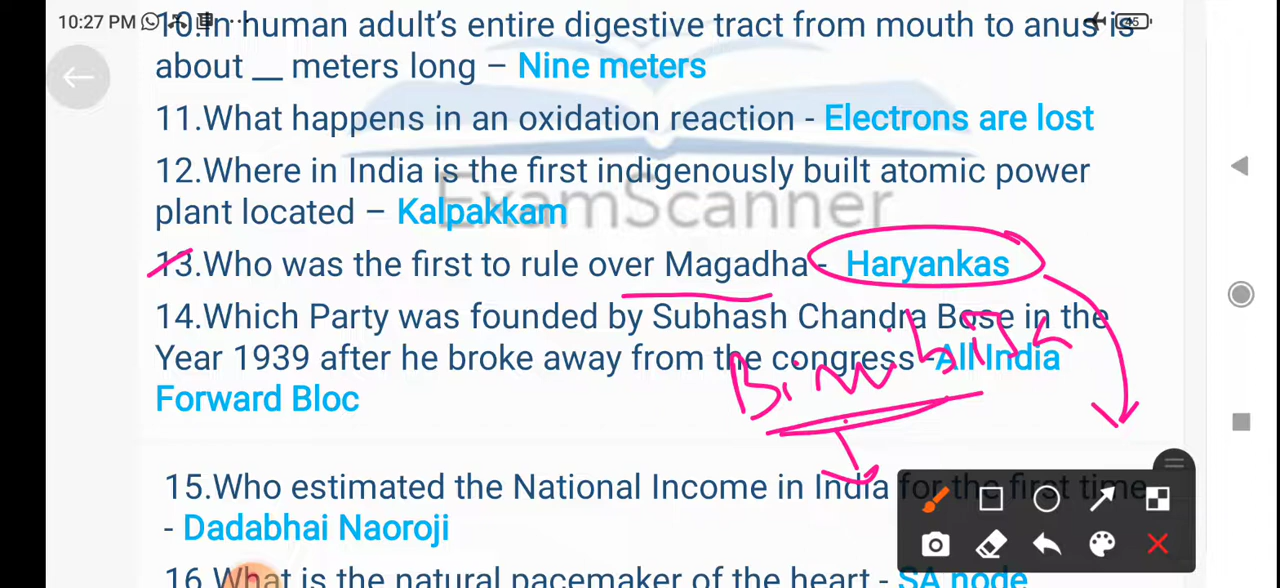 10:27 PM 45
10.In human adult's entire digestive tract from mouth to anus is
about __ meters long – Nine meters
11.What happens in an oxidation reaction - Electrons are lost
12.Where in India is the first indigenously built atomic power
plant located – Kalpakkam
ExamScanner
13.Who was the first to rule over Magadha - Haryankas
14.Which Party was founded by Subhash Chandra Bose in the
Year 1939 after he broke away from the congress -All India
Forward Bloc
15.Who estimated the National Income in India for the first time
- Dadabhai Naoroji
16.What is the natural pacemaker of the heart - SA node